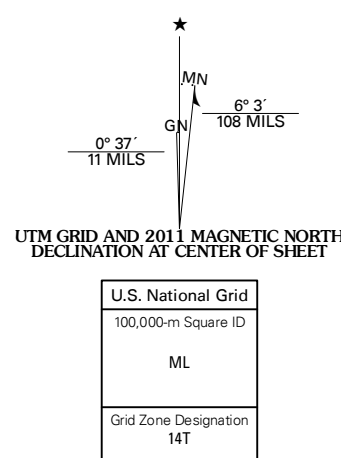 ★
MN
GN
6° 3´
108 MILS
0° 37´
11 MILS
UTM GRID AND 2011 MAGNETIC NORTH
DECLINATION AT CENTER OF SHEET
U.S. National Grid
100,000-m Square ID
ML
Grid Zone Designation
14T